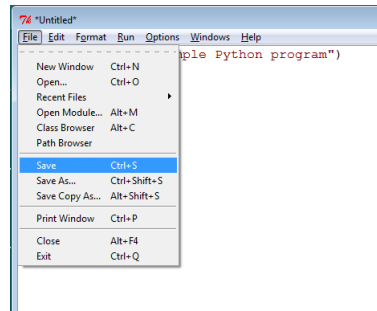 *Untitled*
File Edit Format Run Options Windows Help
ple Python program")
New Window Ctrl+N
Open... Ctrl+O
Recent Files
Open Module... Alt+M
Class Browser Alt+C
Path Browser
Save Ctrl+S
Save As... Ctrl+Shift+S
Save Copy As... Alt+Shift+S
Print Window Ctrl+P
Close Alt+F4
Exit Ctrl+Q